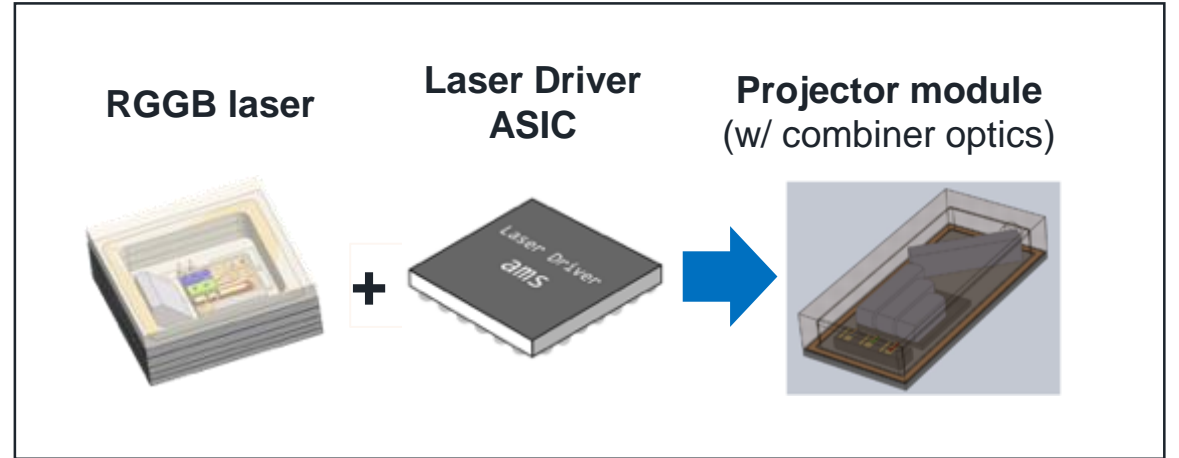 RGGB laser
Laser Driver
ASIC
Projector module
(w/ combiner optics)
+
Laser Driver
ams